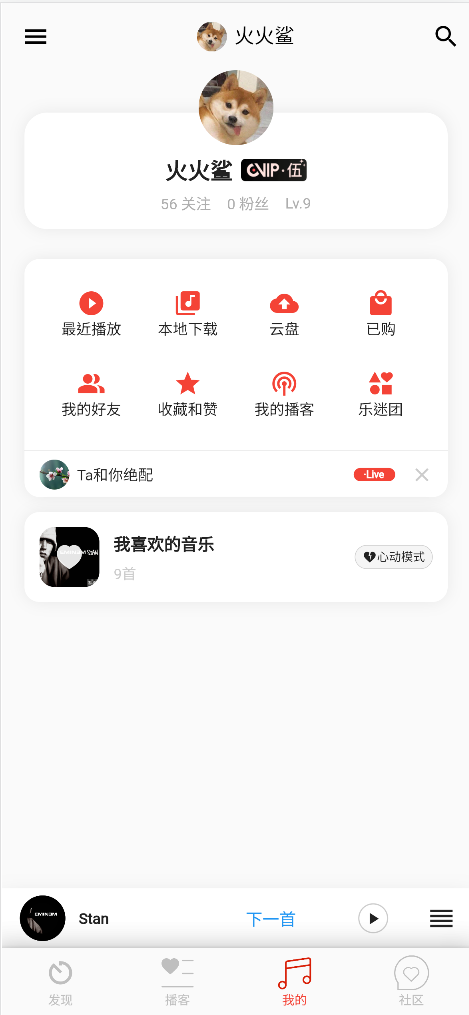 火火鲨
火火鲨 VIP·伍
56 关注 0 粉丝 Lv.9
最近播放 本地下载 云盘 已购
我的好友 收藏和赞 我的播客 乐迷团
Ta和你绝配 ·Live
我喜欢的音乐
9首 心动模式
Stan 下一首
发现 播客 我的 社区